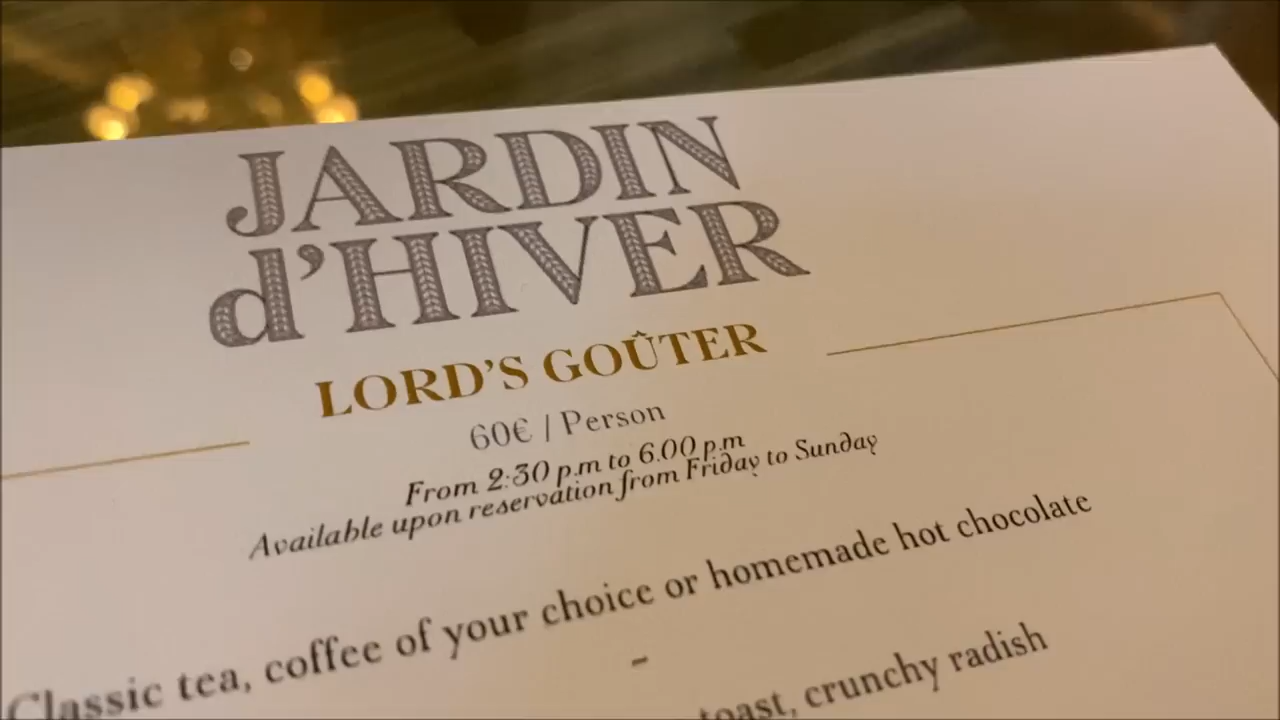 JARDIN
d'HIVER
LORD'S GOÛTER
60€ / Person
From 2:30 p.m to 6.00 p.m
Available upon reservation from Friday to Sunday
Classic tea, coffee of your choice or homemade hot chocolate
-
toast, crunchy radish